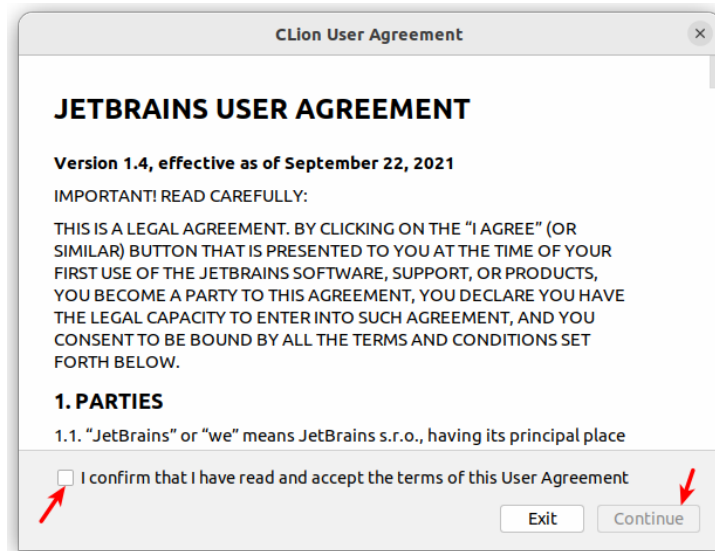 CLion User Agreement
JETBRAINS USER AGREEMENT
Version 1.4, effective as of September 22, 2021
IMPORTANT! READ CAREFULLY:
THIS IS A LEGAL AGREEMENT. BY CLICKING ON THE “I AGREE” (OR
SIMILAR) BUTTON THAT IS PRESENTED TO YOU AT THE TIME OF YOUR
FIRST USE OF THE JETBRAINS SOFTWARE, SUPPORT, OR PRODUCTS,
YOU BECOME A PARTY TO THIS AGREEMENT, YOU DECLARE YOU HAVE
THE LEGAL CAPACITY TO ENTER INTO SUCH AGREEMENT, AND YOU
CONSENT TO BE BOUND BY ALL THE TERMS AND CONDITIONS SET
FORTH BELOW.
1. PARTIES
1.1. “JetBrains” or “we” means JetBrains s.r.o., having its principal place
I confirm that I have read and accept the terms of this User Agreement
Exit Continue